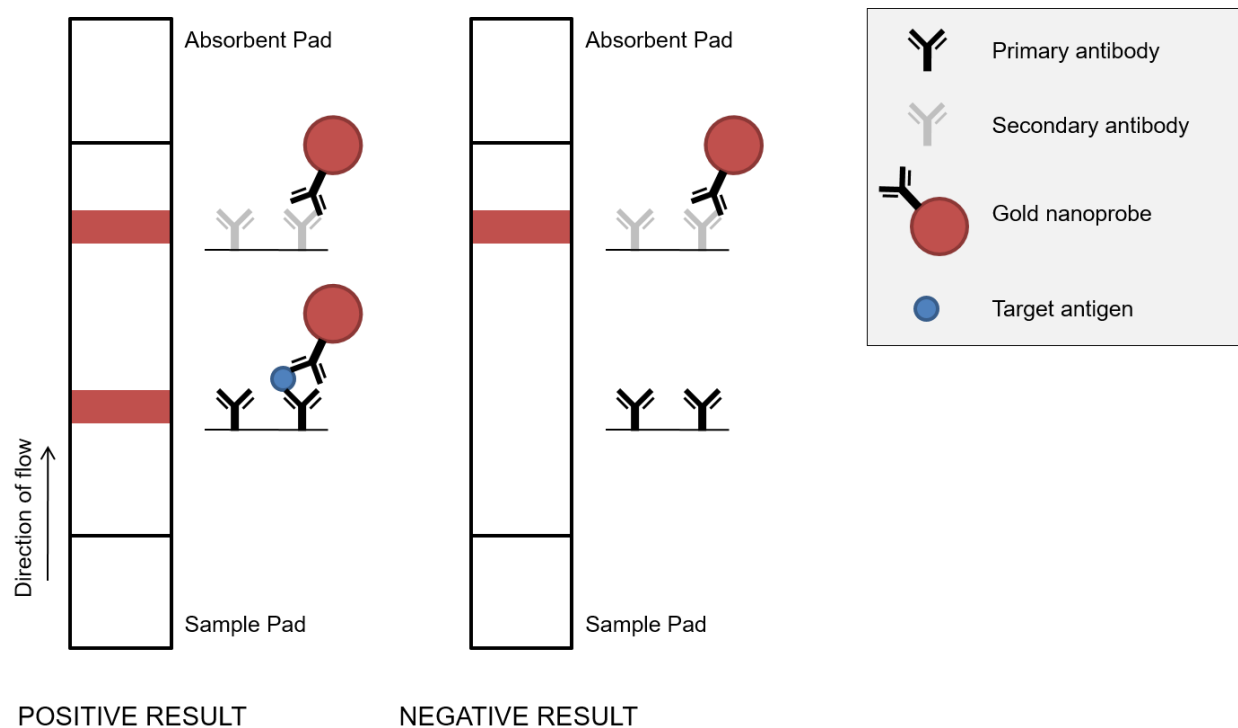 Absorbent Pad
Absorbent Pad
Primary antibody
Secondary antibody
Gold nanoprobe
Target antigen
Direction of flow
Sample Pad
Sample Pad
POSITIVE RESULT
NEGATIVE RESULT